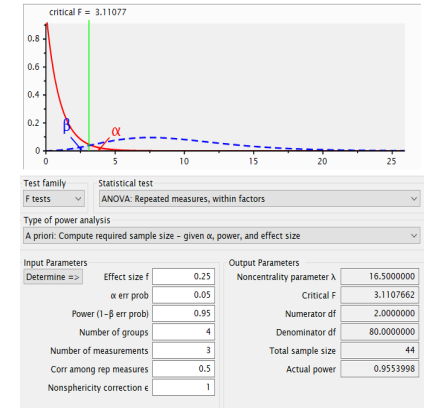 critical F = 3.11077
0.8
0.6
0.4
0.2
0
β
α
0 5 10 15 20 25
Test family Statistical test
F tests ANOVA: Repeated measures, within factors
Type of power analysis
A priori: Compute required sample size - given α, power, and effect size
Input Parameters Output Parameters
Determine => Effect size f 0.25 Noncentrality parameter λ 16.5000000
α err prob 0.05 Critical F 3.1107662
Power (1-β err prob) 0.95 Numerator df 2.0000000
Number of groups 4 Denominator df 80.0000000
Number of measurements 3 Total sample size 44
Corr among rep measures 0.5 Actual power 0.9553998
Nonsphericity correction ϵ 1